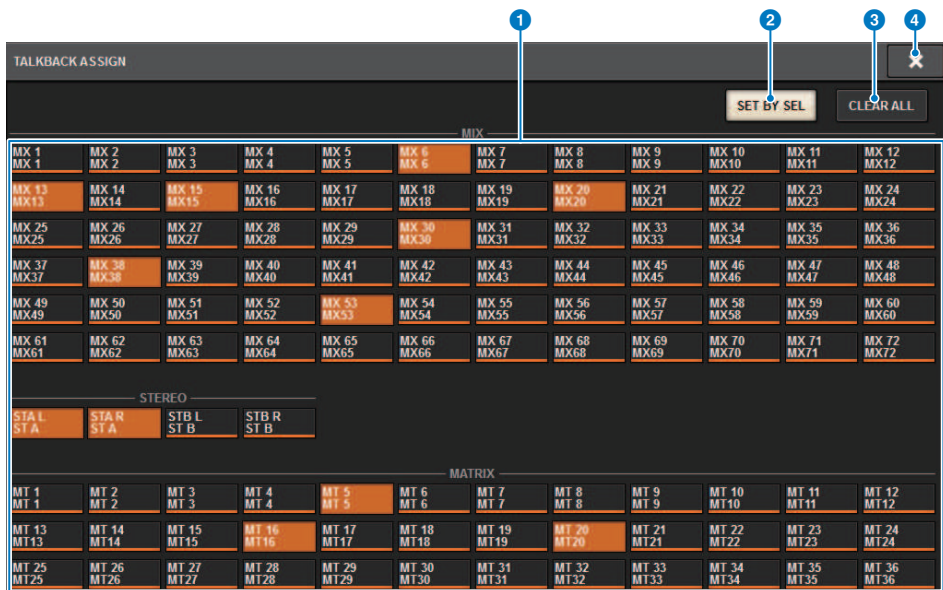 1 2 3 4
TALKBACK ASSIGN
SET BY SEL CLEAR ALL
MIX
MX 1 MX 2 MX 3 MX 4 MX 5 MX 6 MX 7 MX 8 MX 9 MX 10 MX 11 MX 12
MX 1 MX 2 MX 3 MX 4 MX 5 MX 6 MX 7 MX 8 MX 9 MX10 MX11 MX12
MX 13 MX 14 MX 15 MX 16 MX 17 MX 18 MX 19 MX 20 MX 21 MX 22 MX 23 MX 24
MX13 MX14 MX15 MX16 MX17 MX18 MX19 MX20 MX21 MX22 MX23 MX24
MX 25 MX 26 MX 27 MX 28 MX 29 MX 30 MX 31 MX 32 MX 33 MX 34 MX 35 MX 36
MX25 MX26 MX27 MX28 MX29 MX30 MX31 MX32 MX33 MX34 MX35 MX36
MX 37 MX 38 MX 39 MX 40 MX 41 MX 42 MX 43 MX 44 MX 45 MX 46 MX 47 MX 48
MX37 MX38 MX39 MX40 MX41 MX42 MX43 MX44 MX45 MX46 MX47 MX48
MX 49 MX 50 MX 51 MX 52 MX 53 MX 54 MX 55 MX 56 MX 57 MX 58 MX 59 MX 60
MX49 MX50 MX51 MX52 MX53 MX54 MX55 MX56 MX57 MX58 MX59 MX60
MX 61 MX 62 MX 63 MX 64 MX 65 MX 66 MX 67 MX 68 MX 69 MX 70 MX 71 MX 72
MX61 MX62 MX63 MX64 MX65 MX66 MX67 MX68 MX69 MX70 MX71 MX72
STEREO
STA L STA R STB L STB R
ST A ST A ST B ST B
MATRIX
MT 1 MT 2 MT 3 MT 4 MT 5 MT 6 MT 7 MT 8 MT 9 MT 10 MT 11 MT 12
MT 1 MT 2 MT 3 MT 4 MT 5 MT 6 MT 7 MT 8 MT 9 MT10 MT11 MT12
MT 13 MT 14 MT 15 MT 16 MT 17 MT 18 MT 19 MT 20 MT 21 MT 22 MT 23 MT 24
MT13 MT14 MT15 MT16 MT17 MT18 MT19 MT20 MT21 MT22 MT23 MT24
MT 25 MT 26 MT 27 MT 28 MT 29 MT 30 MT 31 MT 32 MT 33 MT 34 MT 35 MT 36
MT25 MT26 MT27 MT28 MT29 MT30 MT31 MT32 MT33 MT34 MT35 MT36